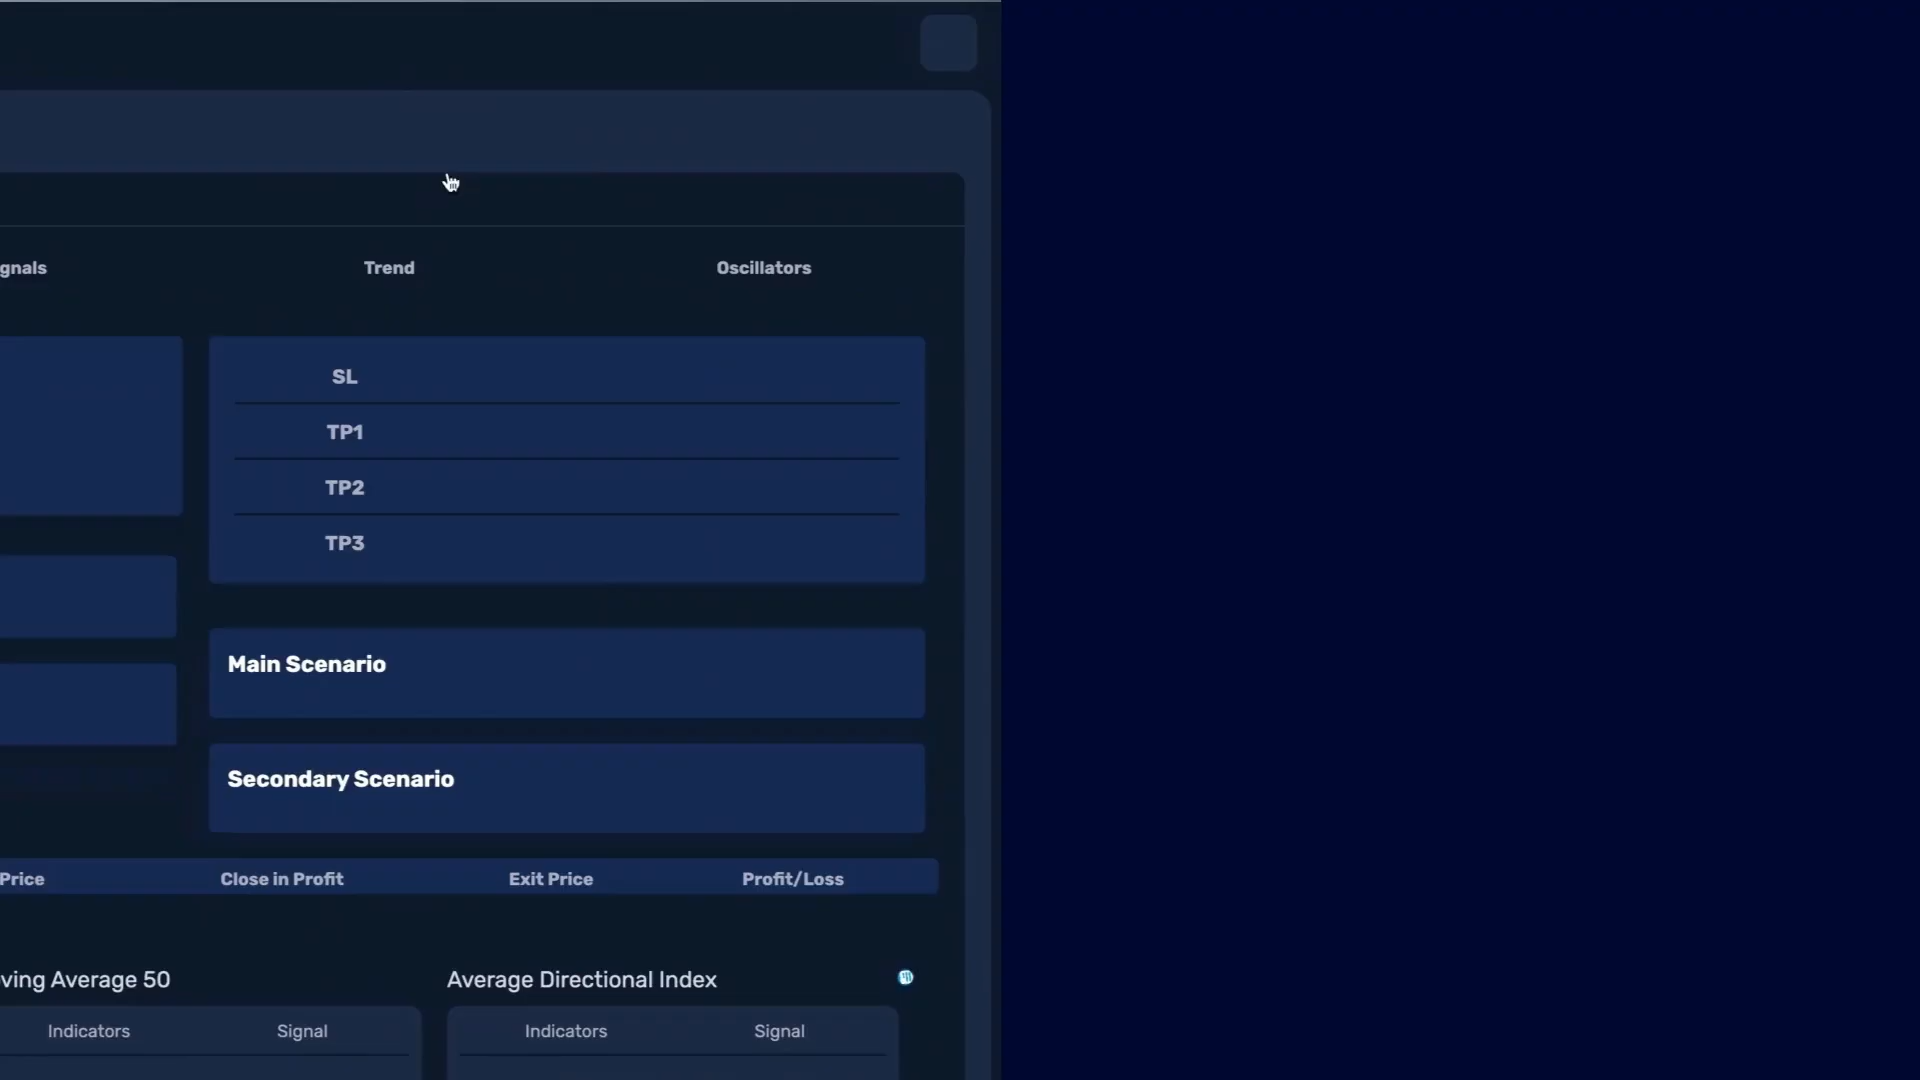 gnals Trend Oscillators
SL
TP1
TP2
TP3
Main Scenario
Secondary Scenario
Price Close in Profit Exit Price Profit/Loss
ving Average 50 Average Directional Index
Indicators Signal Indicators Signal